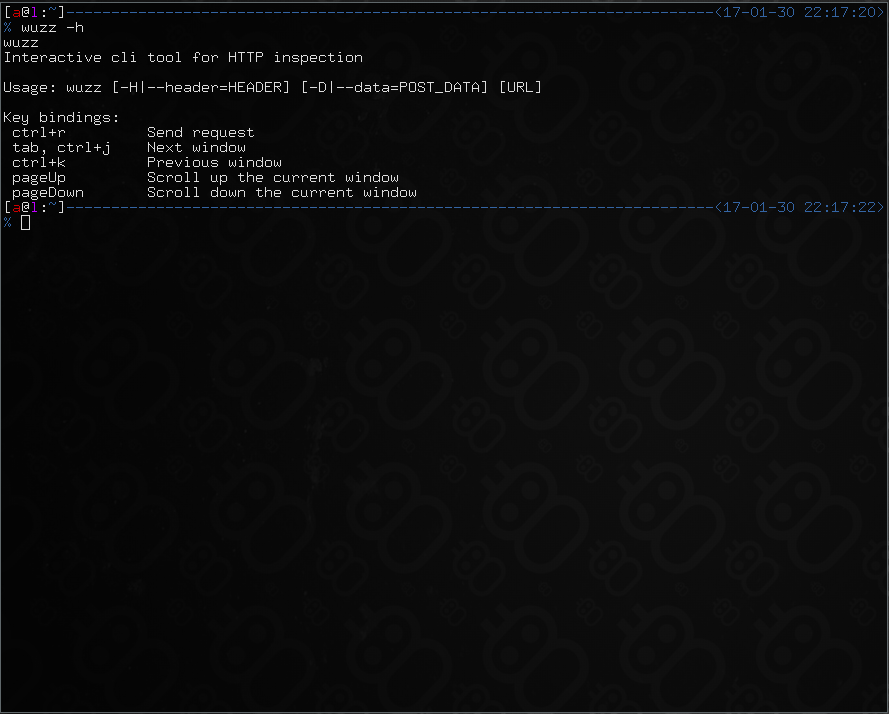 [a@1:~]------------------------------------------------------------------------<17-01-30 22:17:20>
% wuzz -h
wuzz
Interactive cli tool for HTTP inspection
Usage: wuzz [-H|--header=HEADER] [-D|--data=POST_DATA] [URL]
Key bindings:
ctrl+r Send request
tab, ctrl+j Next window
ctrl+k Previous window
pageUp Scroll up the current window
pageDown Scroll down the current window
[a@1:~]------------------------------------------------------------------------<17-01-30 22:17:22>
%